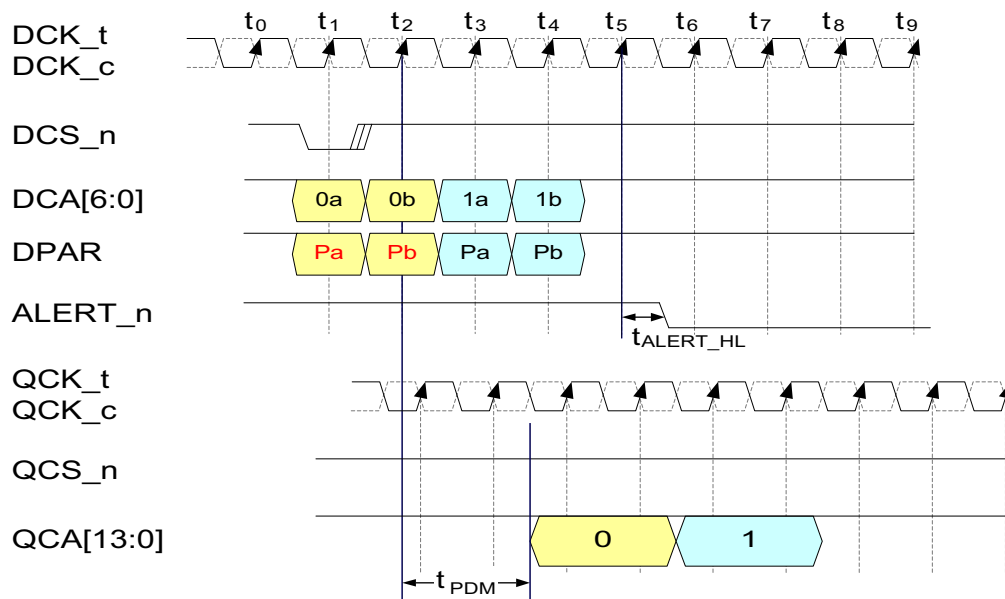 t0 t1 t2 t3 t4 t5 t6 t7 t8 t9
DCK_t
DCK_c
DCS_n
DCA[6:0] 0a 0b 1a 1b
DPAR Pa Pb Pa Pb
ALERT_n
tALERT_HL
QCK_t
QCK_c
QCS_n
QCA[13:0] 0 1
tPDM